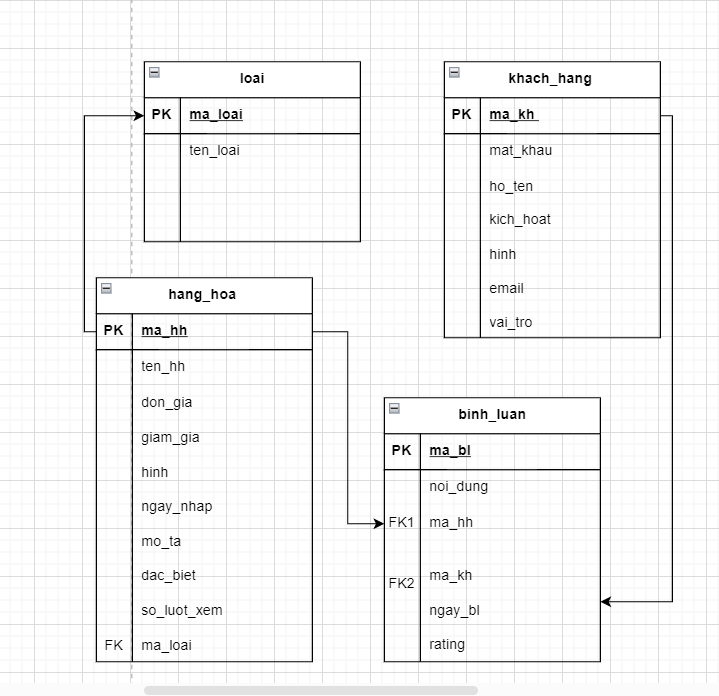 loai
PK ma_loai
ten_loai
khach_hang
PK ma_kh
mat_khau
ho_ten
kich_hoat
hinh
email
vai_tro
hang_hoa
PK ma_hh
ten_hh
don_gia
giam_gia
hinh
ngay_nhap
mo_ta
dac_biet
so_luot_xem
FK ma_loai
binh_luan
PK ma_bl
noi_dung
FK1 ma_hh
FK2 ma_kh
ngay_bl
rating